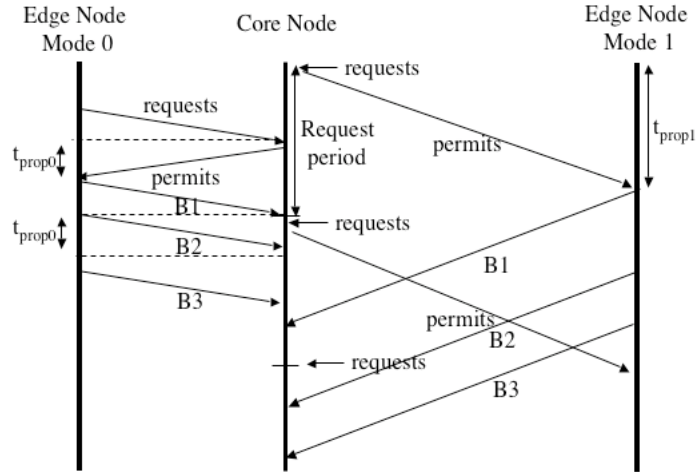 Edge Node
Mode 0
Core Node
Edge Node
Mode 1
requests
requests
Request
period
t_prop1
t_prop0
permits
permits
B1
t_prop0
requests
B2
B1
B3
permits
B2
requests
B3